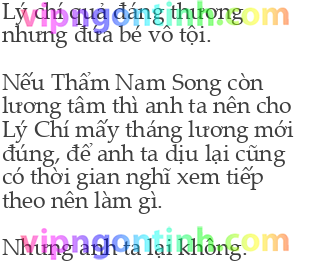 Lý chí quả đáng thương
nhưng đứa bé vô tội.
vipngontinh.com
Nếu Thẩm Nam Song còn
lương tâm thì anh ta nên cho
Lý Chí mấy tháng lương mới
đúng, để anh ta dịu lại cũng
có thời gian nghĩ xem tiếp
theo nên làm gì.
Nhưng anh ta lại không.
vipngontinh.com